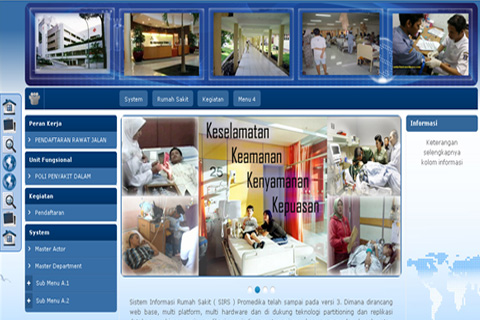 System Rumah Sakit Kegiatan Menu 4
Peran Kerja
PENDAFTARAN RAWAT JALAN
Unit Fungsional
POLI PENYAKIT DALAM
Kegiatan
Pendaftaran
System
Master Actor
Master Department
Sub Menu A.1
Sub Menu A.2
Keselamatan
Keamanan
Kenyamanan
Kepuasan
Informasi
Keterangan
selengkapnya
kolom informasi
Sistem Informasi Rumah Sakit ( SIRS ) Promedika telah sampai pada versi 3. Dimana dirancang
web base, multi platform, multi hardware dan di dukung teknologi partitioning dan replikasi